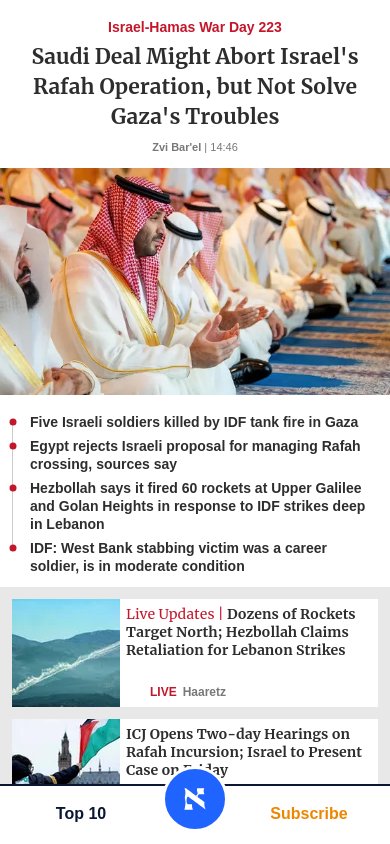 Israel-Hamas War Day 223
Saudi Deal Might Abort Israel's
Rafah Operation, but Not Solve
Gaza's Troubles
Zvi Bar'el | 14:46
Five Israeli soldiers killed by IDF tank fire in Gaza
Egypt rejects Israeli proposal for managing Rafah
crossing, sources say
Hezbollah says it fired 60 rockets at Upper Galilee
and Golan Heights in response to IDF strikes deep
in Lebanon
IDF: West Bank stabbing victim was a career
soldier, is in moderate condition
Live Updates | Dozens of Rockets
Target North; Hezbollah Claims
Retaliation for Lebanon Strikes
LIVE Haaretz
ICJ Opens Two-day Hearings on
Rafah Incursion; Israel to Present
Case on Friday
Top 10
Subscribe